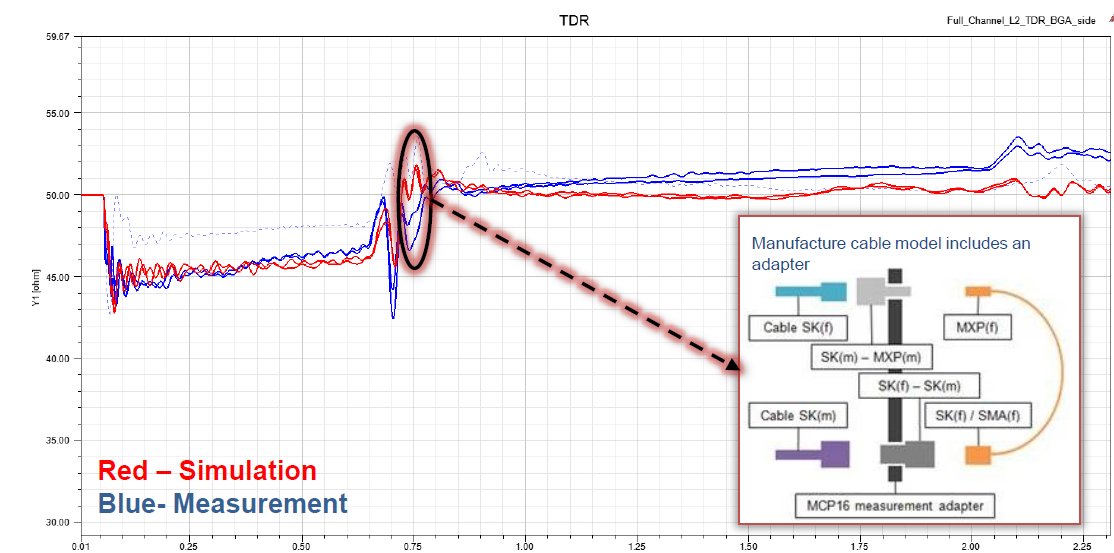 TDR
Full_Channel_L2_TDR_BGA_side
59.67
55.00
50.00
45.00
40.00
35.00
30.00
Y1 [ohm]
0.01
0.25
0.50
0.75
1.00
1.25
1.50
1.75
2.00
2.25
Red – Simulation
Blue- Measurement
Manufacture cable model includes an
adapter
Cable SK(f)
MXP(f)
SK(m) – MXP(m)
SK(f) – SK(m)
Cable SK(m)
SK(f) / SMA(f)
MCP16 measurement adapter